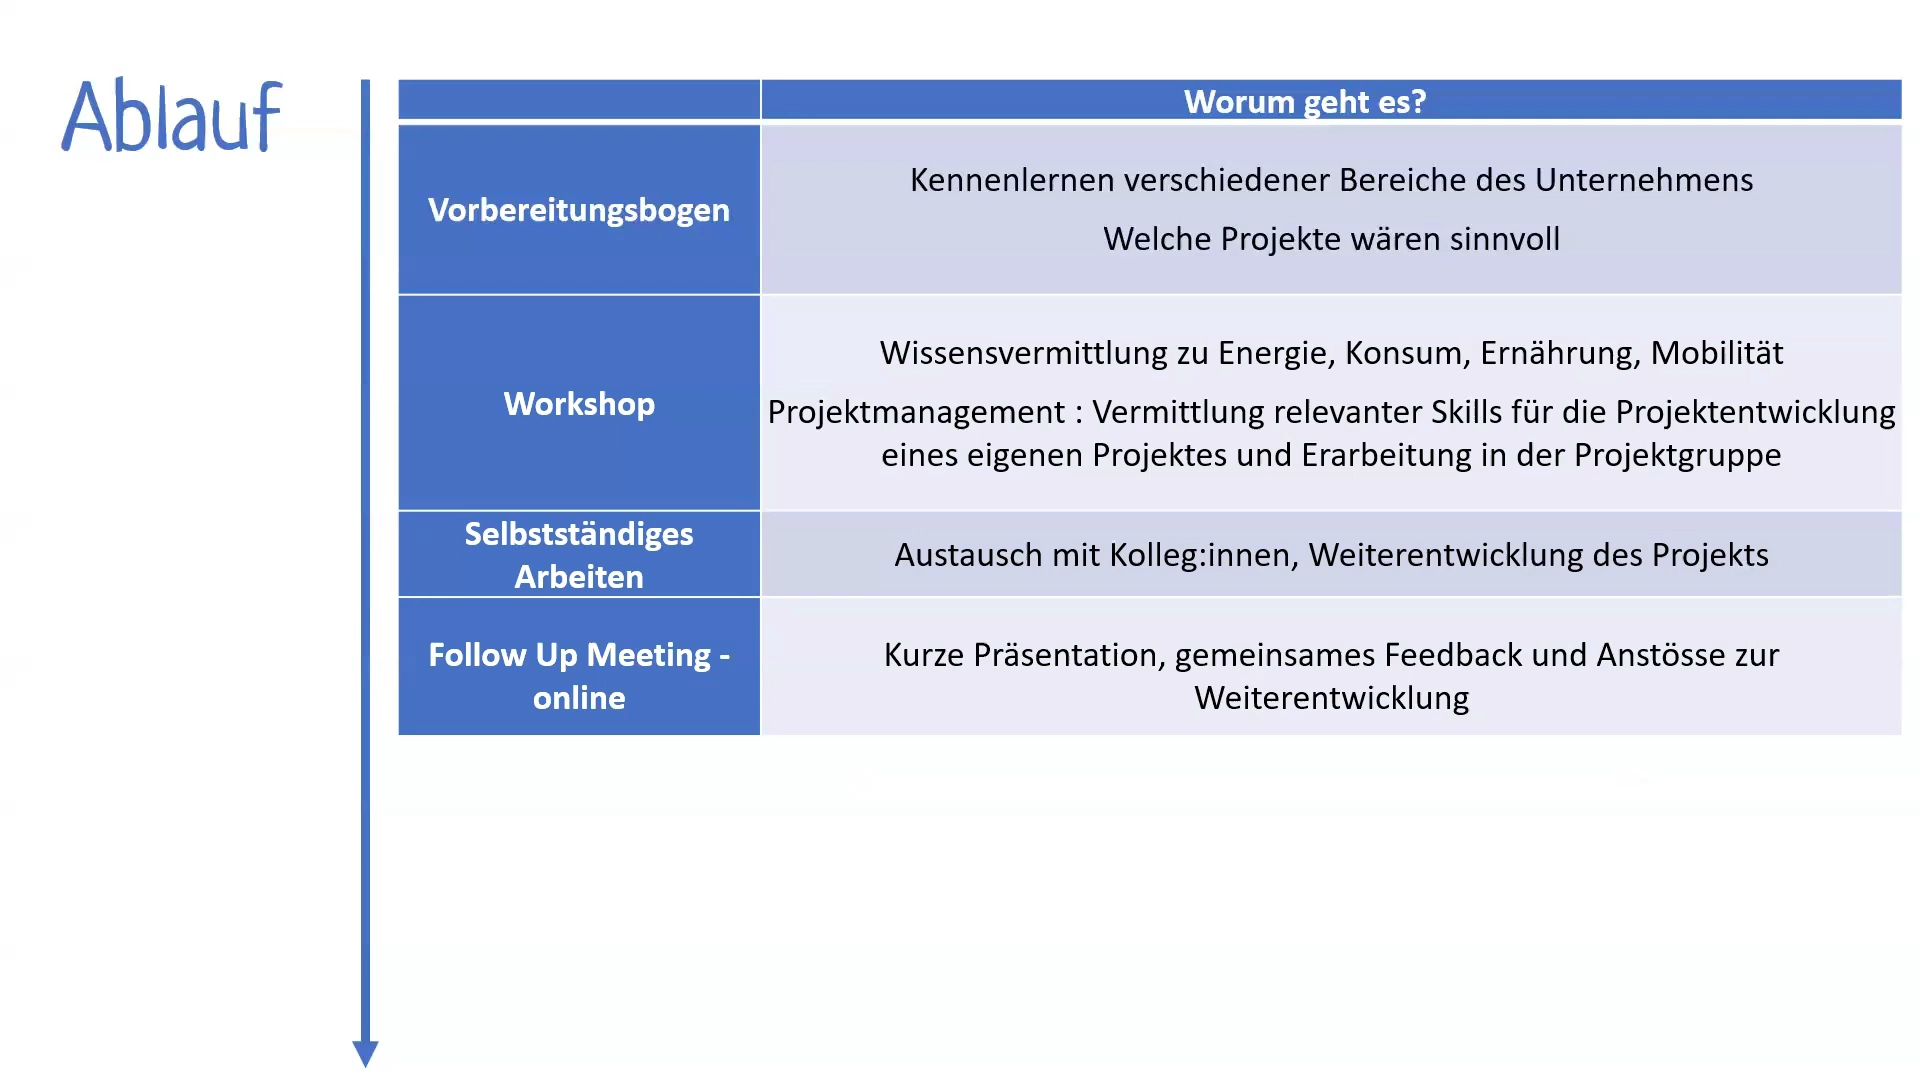 Ablauf
Worum geht es?
Vorbereitungsbogen
Kennenlernen verschiedener Bereiche des Unternehmens
Welche Projekte wären sinnvoll
Workshop
Wissensvermittlung zu Energie, Konsum, Ernährung, Mobilität
Projektmanagement : Vermittlung relevanter Skills für die Projektentwicklung
eines eigenen Projektes und Erarbeitung in der Projektgruppe
Selbstständiges
Arbeiten
Austausch mit Kolleg:innen, Weiterentwicklung des Projekts
Follow Up Meeting -
online
Kurze Präsentation, gemeinsames Feedback und Anstösse zur
Weiterentwicklung